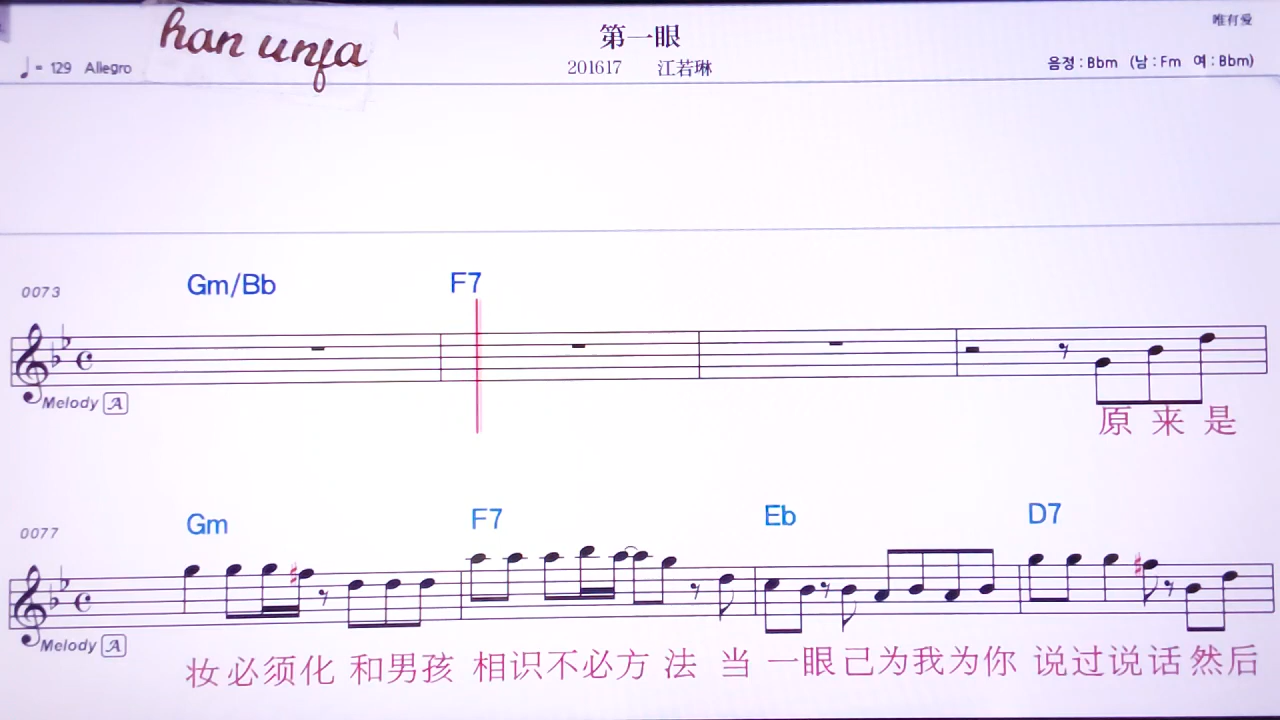 han unfa
第一眼
唯有爱
♩= 129 Allegro
201617 江若琳
음정 : Bbm (남 : Fm 여 : Bbm)
Gm/Bb F7
0073
Melody A
原 来 是
Gm F7 Eb D7
0077
Melody A
妆必须化 和男孩 相识不必方 法 当 一眼己为我为你 说过说话然后